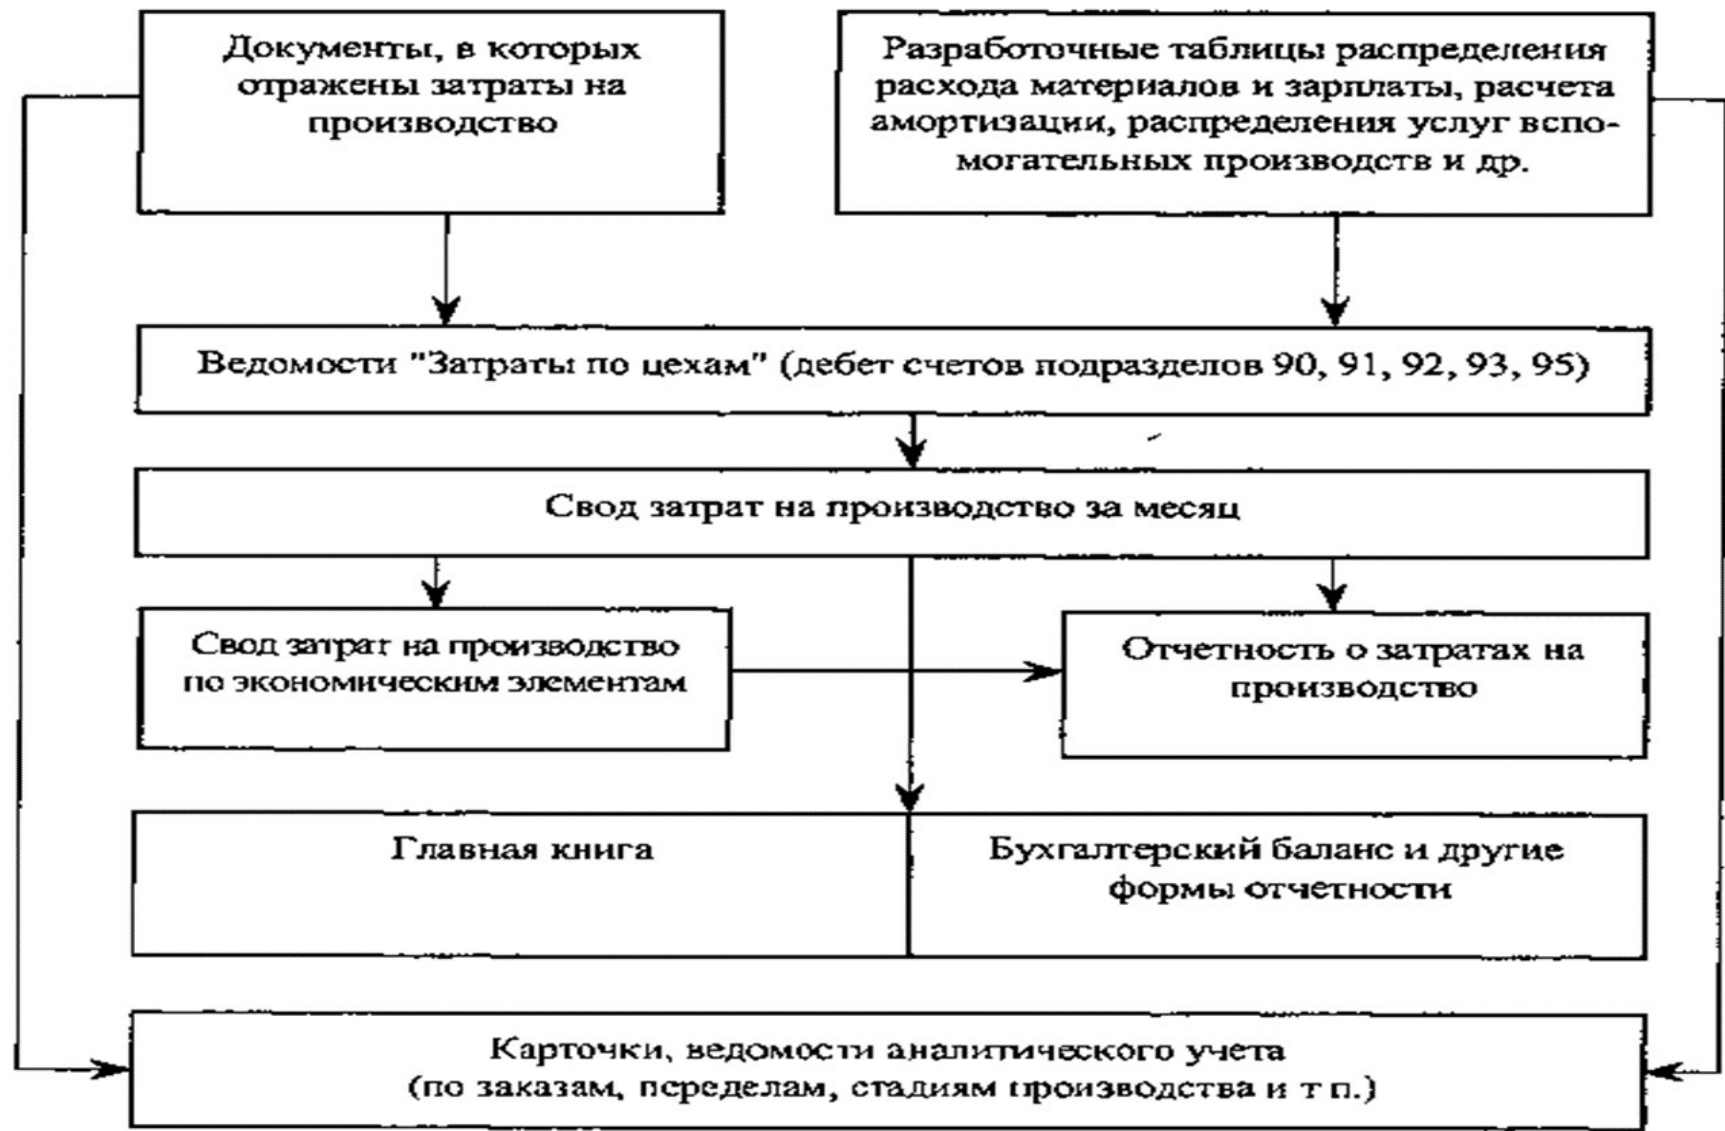 Документы, в которых
отражены затраты на
производство
Разработочные таблицы распределения
расхода материалов и зарплаты, расчета
амортизации, распределения услуг вспо-
могательных производств и др.
Ведомости "Затраты по цехам" (дебет счетов подразделов 90, 91, 92, 93, 95)
Свод затрат на производство за месяц
Свод затрат на производство
по экономическим элементам
Отчетность о затратах на
производство
Главная книга
Бухгалтерский баланс и другие
формы отчетности
Карточки, ведомости аналитического учета
(по заказам, переделам, стадиям производства и т п.)